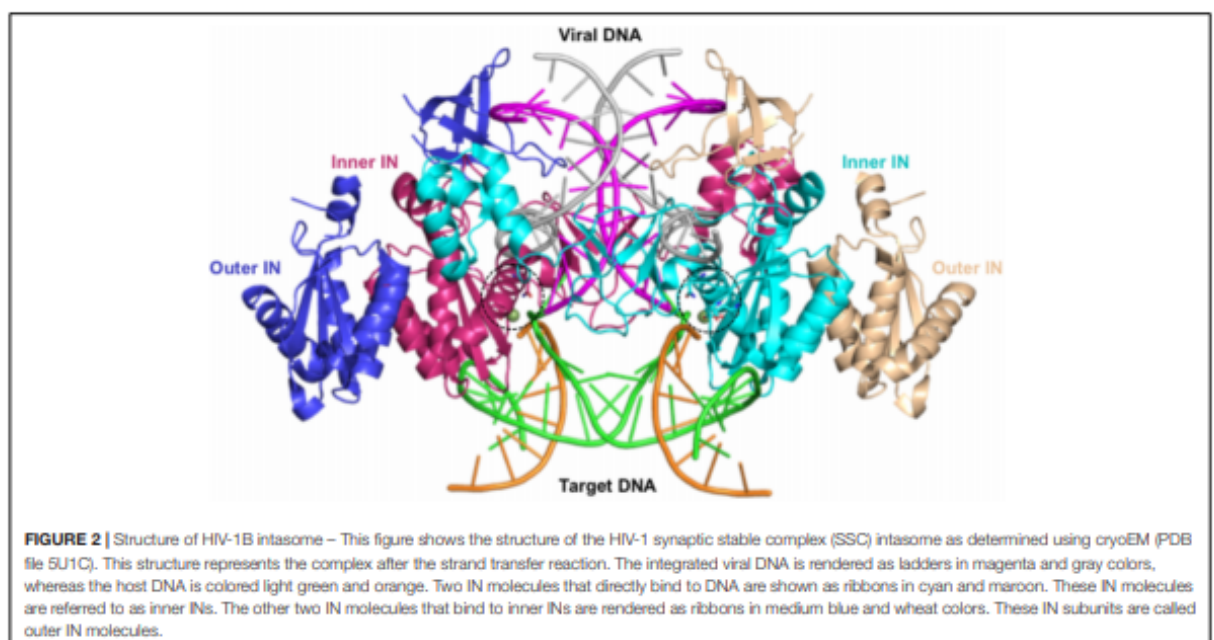 Viral DNA
Inner IN
Inner IN
Outer IN
Outer IN
Target DNA
FIGURE 2 | Structure of HIV-1B intasome – This figure shows the structure of the HIV-1 synaptic stable complex (SSC) intasome as determined using cryoEM (PDB
file 5U1C). This structure represents the complex after the strand transfer reaction. The integrated viral DNA is rendered as ladders in magenta and gray colors,
whereas the host DNA is colored light green and orange. Two IN molecules that directly bind to DNA are shown as ribbons in cyan and maroon. These IN molecules
are referred to as inner INs. The other two IN molecules that bind to inner INs are rendered as ribbons in medium blue and wheat colors. These IN subunits are called
outer IN molecules.